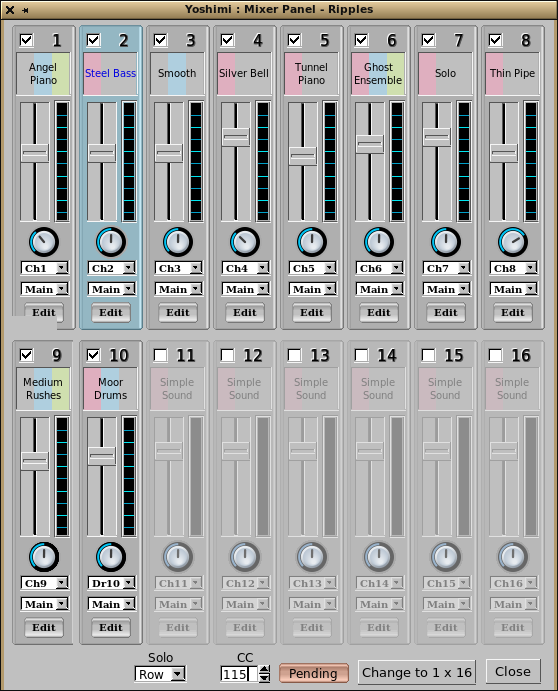 Yoshimi : Mixer Panel - Ripples
1 2 3 4 5 6 7 8
Angel Piano Steel Bass Smooth Silver Bell Tunnel Piano Ghost Ensemble Solo Thin Pipe
Ch1 Ch2 Ch3 Ch4 Ch5 Ch6 Ch7 Ch8
Main Main Main Main Main Main Main Main
Edit Edit Edit Edit Edit Edit Edit Edit
9 10 11 12 13 14 15 16
Medium Rushes Moor Drums Simple Sound Simple Sound Simple Sound Simple Sound Simple Sound Simple Sound
Ch9 Dr10 Ch11 Ch12 Ch13 Ch14 Ch15 Ch16
Main Main Main Main Main Main Main Main
Edit Edit Edit Edit Edit Edit Edit Edit
Solo CC
Row 115 Pending Change to 1 x 16 Close